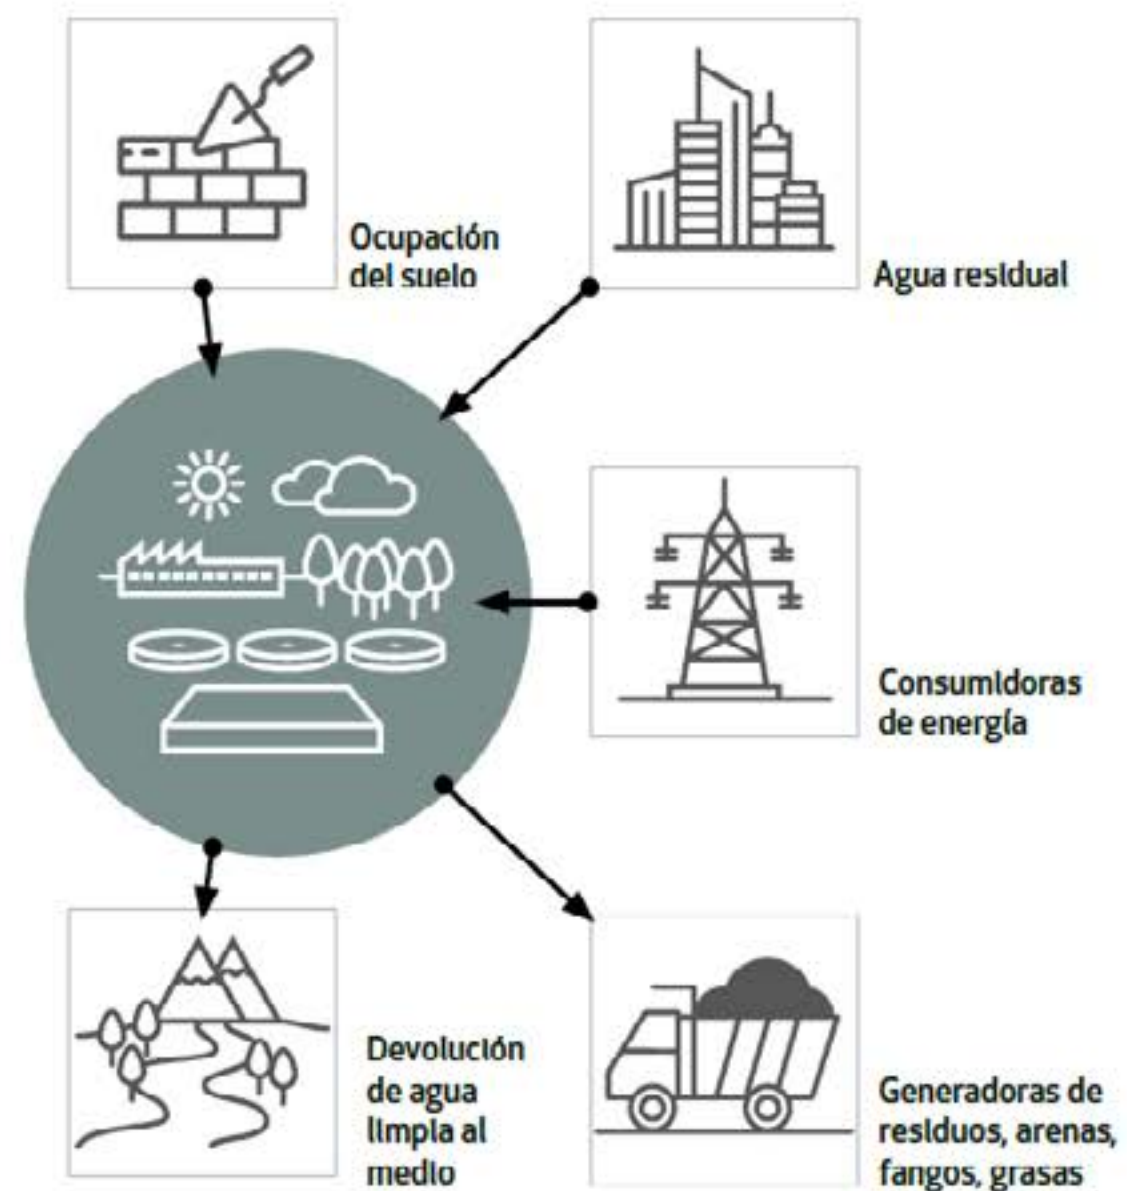 Ocupación
del suelo
Agua residual
Consumidoras
de energía
Devolución
de agua
limpia al
medio
Generadoras de
residuos, arenas,
fangos, grasas